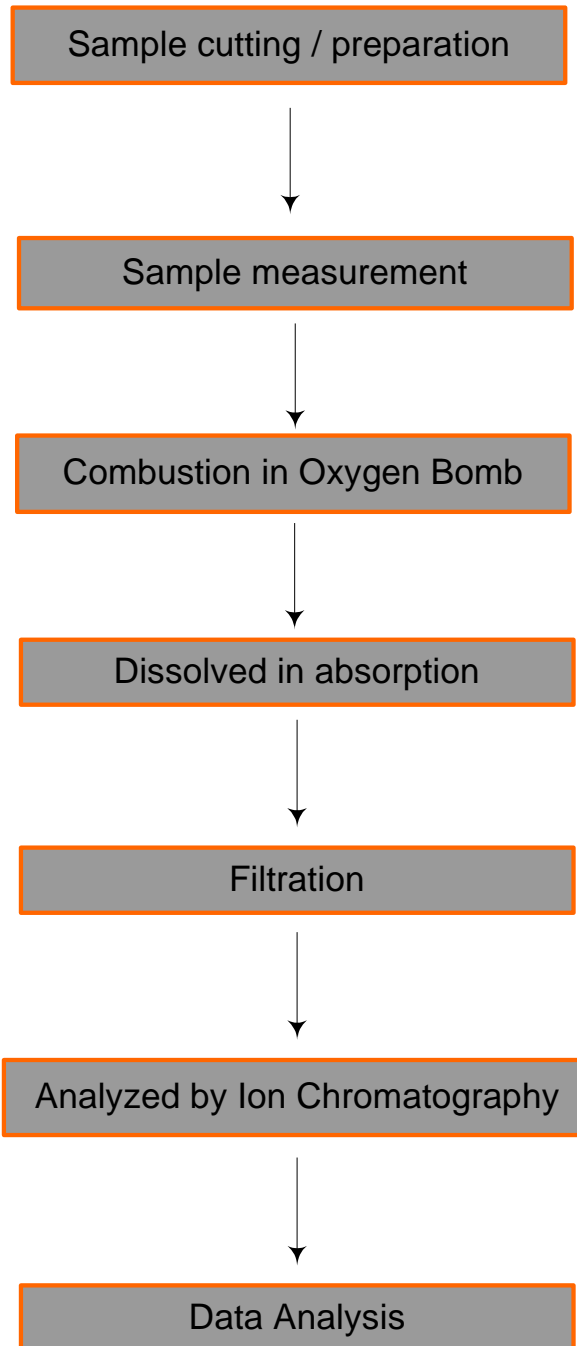 Sample cutting / preparation
Sample measurement
Combustion in Oxygen Bomb
Dissolved in absorption
Filtration
Analyzed by Ion Chromatography
Data Analysis